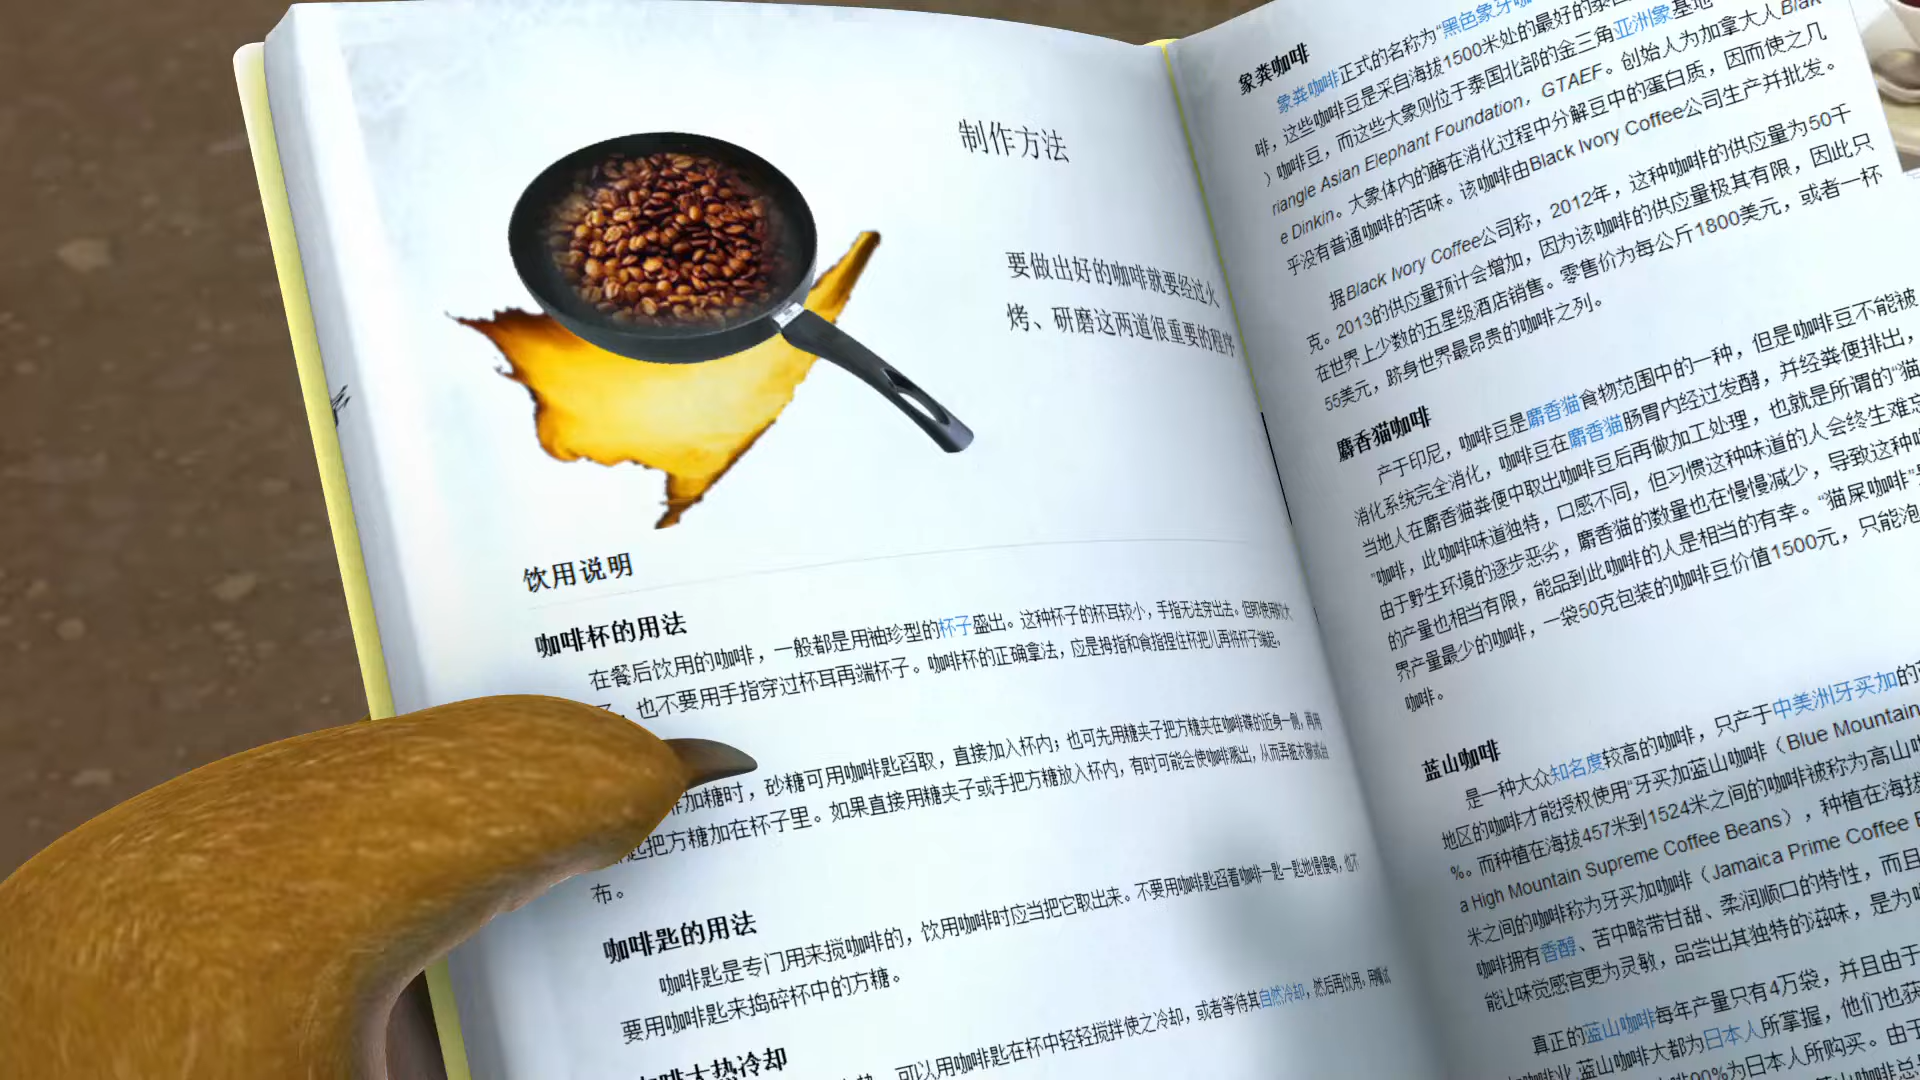 制作方法
要做出好的咖啡就要经过火
烤、研磨这两道很重要的程序
饮用说明
咖啡杯的用法
在餐后饮用的咖啡，一般都是用袖珍型的杯子盛出。这种杯子的杯耳较小，手指无法穿出去。但即使用较大
，也不要用手指穿过杯耳再端杯子。咖啡杯的正确拿法，应是拇指和食指捏住杯把儿再将杯子端起。
啡加糖时，砂糖可用咖啡匙舀取，直接加入杯内；也可先用糖夹子把方糖夹在咖啡碟的近身一侧，再用
匙把方糖加在杯子里。如果直接用糖夹子或手把方糖放入杯内，有时可能会使咖啡溅出，从而弄脏衣服或台
布。
咖啡匙的用法
咖啡匙是专门用来搅咖啡的，饮用咖啡时应当把它取出来。不要用咖啡匙舀着咖啡一匙一匙地慢慢喝，也不
要用咖啡匙来捣碎杯中的方糖。
咖啡太热冷却
可以用咖啡匙在杯中轻轻搅拌使之冷却，或者等待其自然冷却，然后再饮用。用嘴试
象粪咖啡
象粪咖啡正式的名称为“黑色象牙咖
啡，这些咖啡豆是采自海拔1500米处的最好的泰国
）咖啡豆，而这些大象则位于泰国北部的金三角亚洲象基地
riangle Asian Elephant Foundation，GTAEF。创始人为加拿大人Blak
e Dinkin。大象体内的酶在消化过程中分解豆中的蛋白质，因而使之几
乎没有普通咖啡的苦味。该咖啡由Black Ivory Coffee公司生产并批发。
据Black Ivory Coffee公司称，2012年，这种咖啡的供应量为50千
克。2013的供应量预计会增加，因为该咖啡的供应量极其有限，因此只
在世界上少数的五星级酒店销售。零售价为每公斤1800美元，或者一杯
55美元，跻身世界最昂贵的咖啡之列。
麝香猫咖啡
产于印尼，咖啡豆是麝香猫食物范围中的一种，但是咖啡豆不能被
消化系统完全消化，咖啡豆在麝香猫肠胃内经过发酵，并经粪便排出，
当地人在麝香猫粪便中取出咖啡豆后再做加工处理，也就是所谓的“猫
”咖啡，此咖啡味道独特，口感不同，但习惯这种味道的人会终生难忘
由于野生环境的逐步恶劣，麝香猫的数量也在慢慢减少，导致这种咖
的产量也相当有限，能品到此咖啡的人是相当的有幸。“猫屎咖啡”
界产量最少的咖啡，一袋50克包装的咖啡豆价值1500元，只能泡
咖啡。
蓝山咖啡
是一种大众知名度较高的咖啡，只产于中美洲牙买加的
地区的咖啡才能授权使用“牙买加蓝山咖啡（Blue Mountain
%。而种植在海拔457米到1524米之间的咖啡被称为高山咖
a High Mountain Supreme Coffee Beans），种植在海拔
米之间的咖啡称为牙买加咖啡（Jamaica Prime Coffee B
咖啡拥有香醇、苦中略带甘甜、柔润顺口的特性，而且
能让味觉感官更为灵敏，品尝出其独特的滋味，是为
真正的蓝山咖啡每年产量只有4万袋，并且由于
蓝山咖啡大都为日本人所掌握，他们也获
90%为日本人所购买。由于